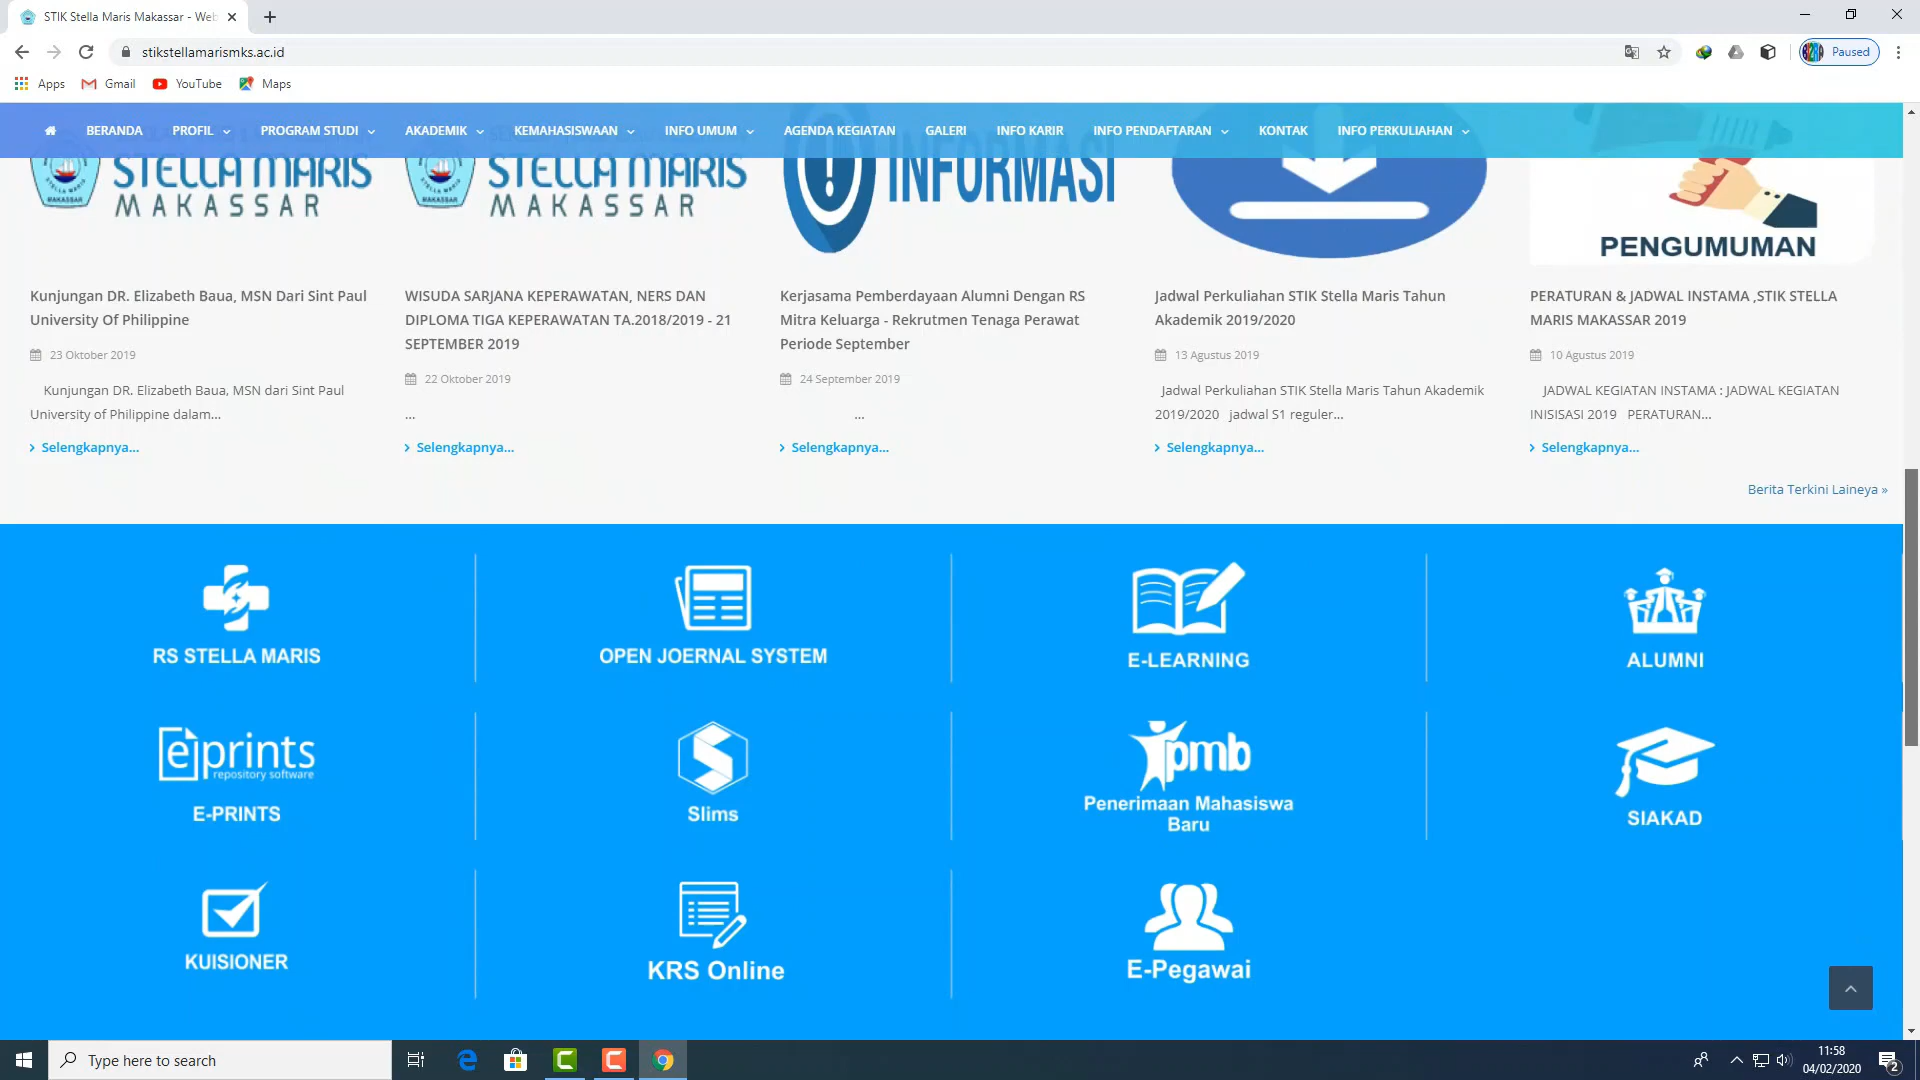 STIK Stella Maris Makassar - Web
stikstellamarismks.ac.id
Paused
Apps
Gmail
YouTube
Maps
BERANDA
PROFIL
PROGRAM STUDI
AKADEMIK
KEMAHASISWAAN
INFO UMUM
AGENDA KEGIATAN
GALERI
INFO KARIR
INFO PENDAFTARAN
KONTAK
INFO PERKULIAHAN
STELLA MARIS
MAKASSAR
STELLA MARIS
MAKASSAR
INFORMASI
PENGUMUMAN
Kunjungan DR. Elizabeth Baua, MSN Dari Sint Paul
University Of Philippine
23 Oktober 2019
Kunjungan DR. Elizabeth Baua, MSN dari Sint Paul
University of Philippine dalam...
Selengkapnya...
WISUDA SARJANA KEPERAWATAN, NERS DAN
DIPLOMA TIGA KEPERAWATAN TA.2018/2019 - 21
SEPTEMBER 2019
22 Oktober 2019
...
Selengkapnya...
Kerjasama Pemberdayaan Alumni Dengan RS
Mitra Keluarga - Rekrutmen Tenaga Perawat
Periode September
24 September 2019
...
Selengkapnya...
Jadwal Perkuliahan STIK Stella Maris Tahun
Akademik 2019/2020
13 Agustus 2019
Jadwal Perkuliahan STIK Stella Maris Tahun Akademik
2019/2020 jadwal S1 reguler...
Selengkapnya...
PERATURAN & JADWAL INSTAMA ,STIK STELLA
MARIS MAKASSAR 2019
10 Agustus 2019
JADWAL KEGIATAN INSTAMA : JADWAL KEGIATAN
INISISASI 2019 PERATURAN...
Selengkapnya...
Berita Terkini Laineya »
RS STELLA MARIS
OPEN JOERNAL SYSTEM
E-LEARNING
ALUMNI
eprints
repository software
E-PRINTS
Slims
pmb
Penerimaan Mahasiswa
Baru
SIAKAD
KUISIONER
KRS Online
E-Pegawai
Type here to search
11:58
04/02/2020
2